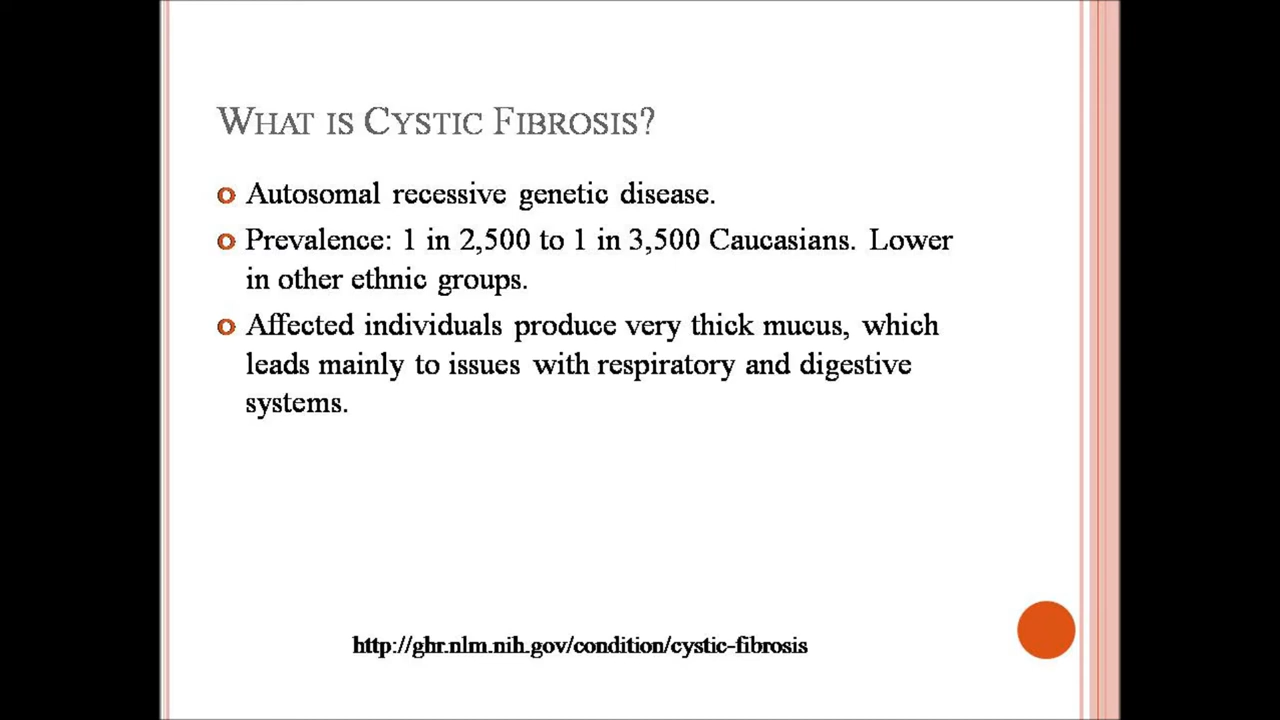 WHAT IS CYSTIC FIBROSIS?
Autosomal recessive genetic disease.
Prevalence: 1 in 2,500 to 1 in 3,500 Caucasians. Lower
in other ethnic groups.
Affected individuals produce very thick mucus, which
leads mainly to issues with respiratory and digestive
systems.
http://ghr.nlm.nih.gov/condition/cystic-fibrosis